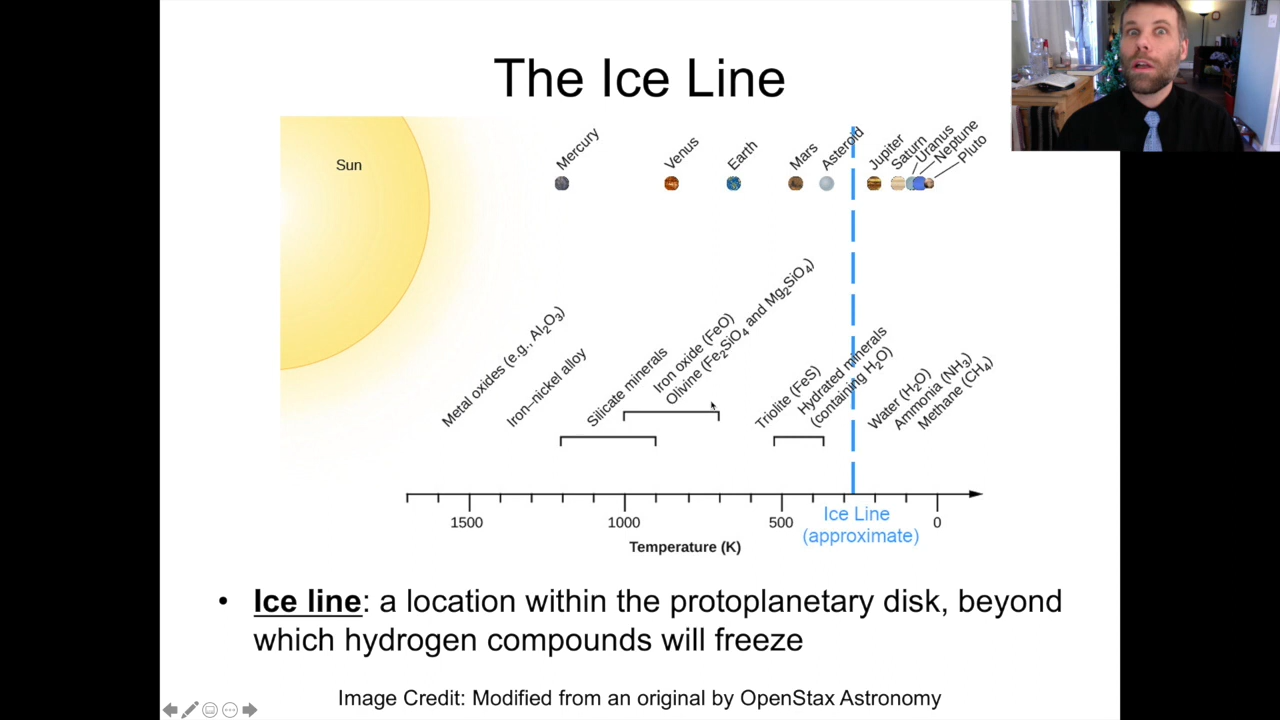 The Ice Line
Sun
Mercury
Venus
Earth
Mars
Asteroid
Jupiter
Saturn
Uranus
Neptune
Pluto
Metal oxides (e.g., Al₂O₃)
Iron–nickel alloy
Silicate minerals
Iron oxide (FeO)
Olivine (Fe₂SiO₄ and Mg₂SiO₄)
Triolite (FeS)
Hydrated minerals
(containing H₂O)
Water (H₂O)
Ammonia (NH₃)
Methane (CH₄)
1500
1000
500
0
Ice Line
(approximate)
Temperature (K)
• Ice line: a location within the protoplanetary disk, beyond
which hydrogen compounds will freeze
Image Credit: Modified from an original by OpenStax Astronomy